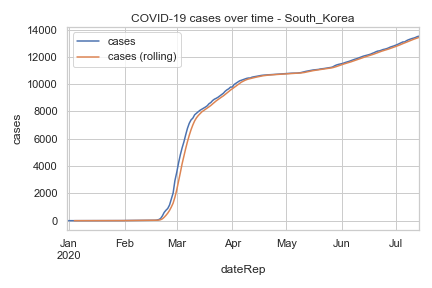 COVID-19 cases over time - South_Korea
cases
cases (rolling)
14000
12000
10000
8000
6000
4000
2000
0
cases
Jan
2020
Feb
Mar
Apr
May
Jun
Jul
dateRep